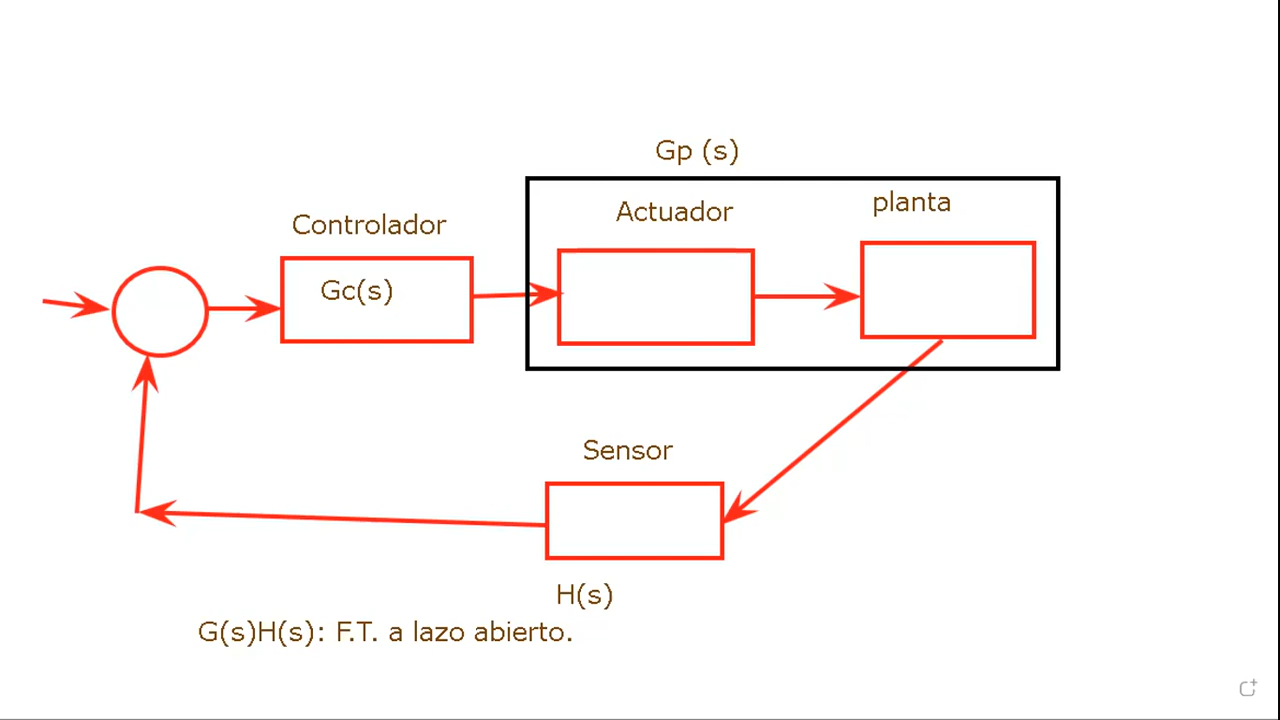 Gp (s)
Controlador
Actuador
planta
Gc(s)
Sensor
H(s)
G(s)H(s): F.T. a lazo abierto.